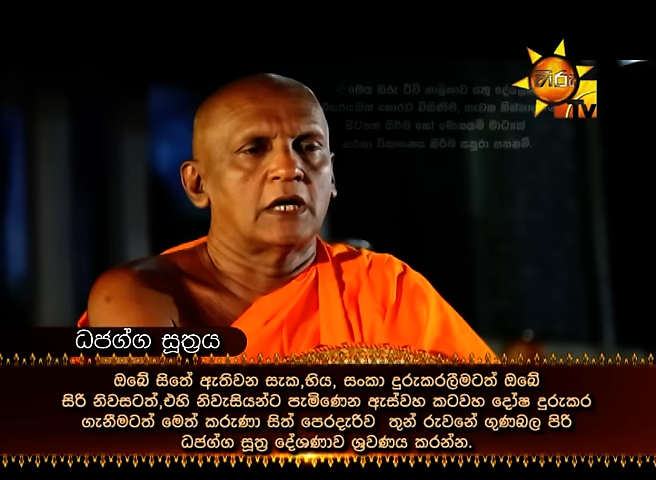 හිරු
TV
ධජග්ග සූත්‍රය
ඔබේ සිතේ ඇතිවන සැක,භිය, සංකා දුරුකරලීමටත් ඔබේ
සිරි නිවසටත්,එහි නිවැසියන්ට පැමිණෙන ඇස්වහ කටවහ දෝෂ දුරුකර
ගැනීමටත් මෙත් කරුණා සිත් පෙරදැරිව තුන් රුවනේ ගුණබල පිරි
ධජග්ග සූත්‍ර දේශණාව ශ්‍රවණය කරන්න.